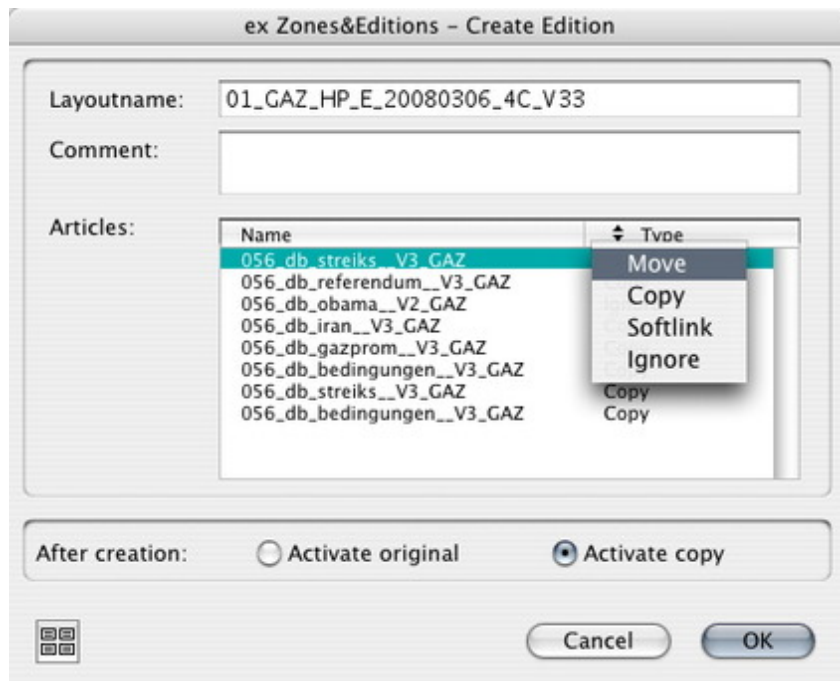 ex Zones&Editions – Create Edition
Layoutname: 01_GAZ_HP_E_20080306_4C_V33
Comment:
Articles:
Name Type
056_db_streiks__V3_GAZ Move
056_db_referendum__V3_GAZ
Copy
056_db_obama__V2_GAZ
Softlink
056_db_iran__V3_GAZ
056_db_gazprom__V3_GAZ Ignore
056_db_bedingungen__V3_GAZ
056_db_streiks__V3_GAZ Copy
056_db_bedingungen__V3_GAZ Copy
After creation: Activate original Activate copy
Cancel OK